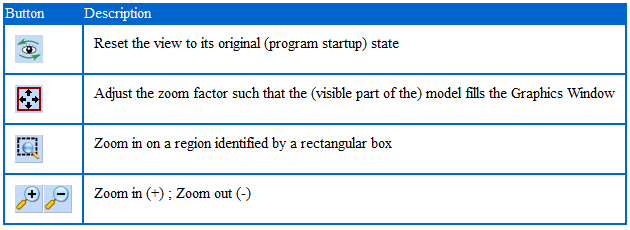 Button Description
Reset the view to its original (program startup) state
Adjust the zoom factor such that the (visible part of the) model fills the Graphics Window
Zoom in on a region identified by a rectangular box
Zoom in (+) ; Zoom out (-)